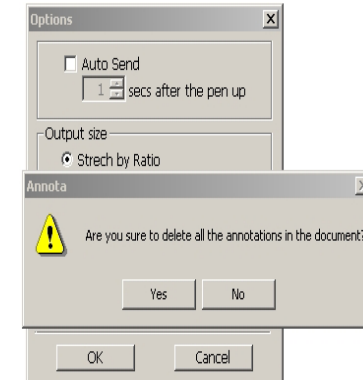 Options
Auto Send
1 secs after the pen up
Output size
Strech by Ratio
Annota
Are you sure to delete all the annotations in the document?
Yes No
OK Cancel